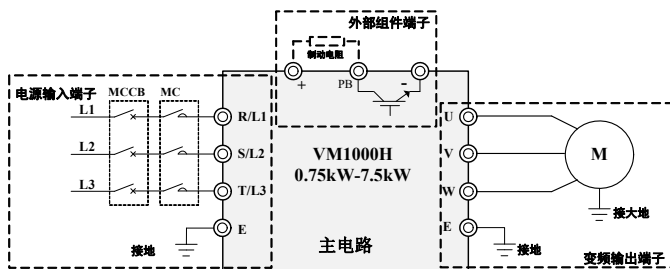 外部组件端子
制动电阻
+
PB
-
电源输入端子
MCCB
MC
L1
R/L1
U
L2
S/L2
VM1000H
V
M
L3
T/L3
0.75kW-7.5kW
W
接大地
E
E
接地
主电路
接地
变频输出端子